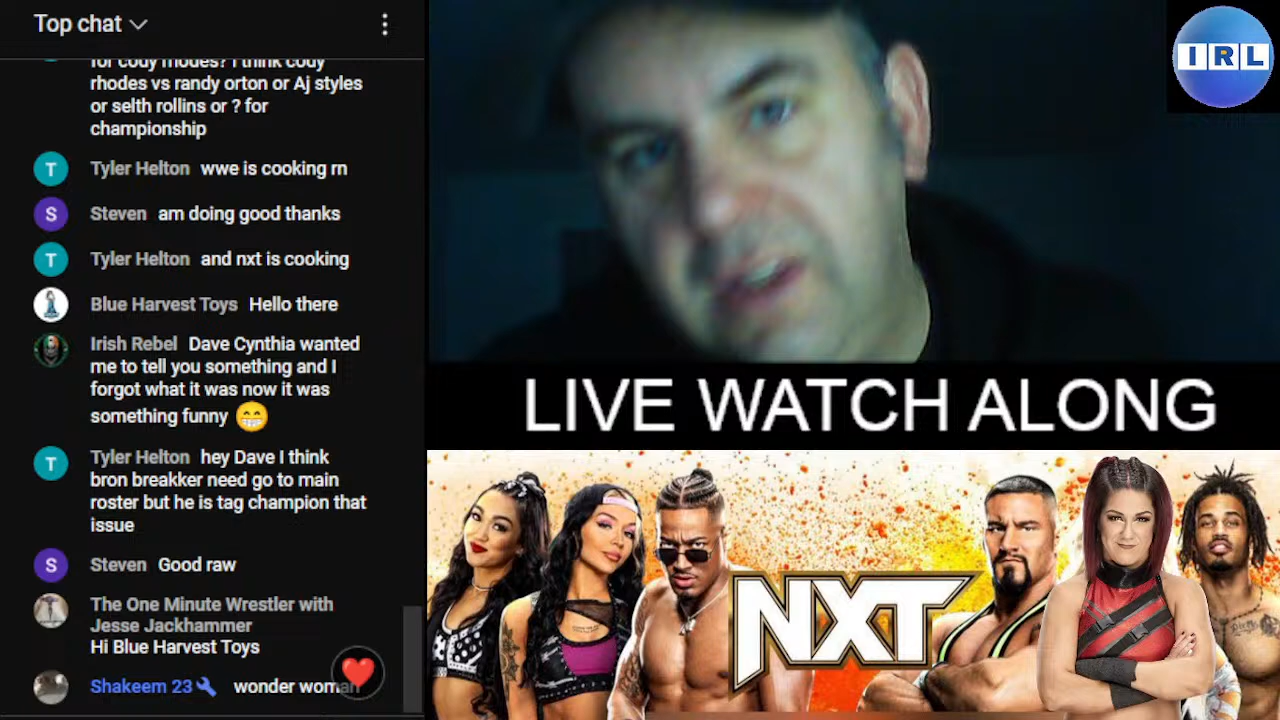 Top chat
for cody rhodes? I think cody
rhodes vs randy orton or Aj styles
or selth rollins or ? for
championship
T Tyler Helton wwe is cooking rn
S Steven am doing good thanks
T Tyler Helton and nxt is cooking
Blue Harvest Toys Hello there
Irish Rebel Dave Cynthia wanted
me to tell you something and I
forgot what it was now it was
something funny 😁
T Tyler Helton hey Dave I think
bron breakker need go to main
roster but he is tag champion that
issue
S Steven Good raw
The One Minute Wrestler with
Jesse Jackhammer
Hi Blue Harvest Toys
Shakeem 23 wonder woman
IRL
LIVE WATCH ALONG
NXT